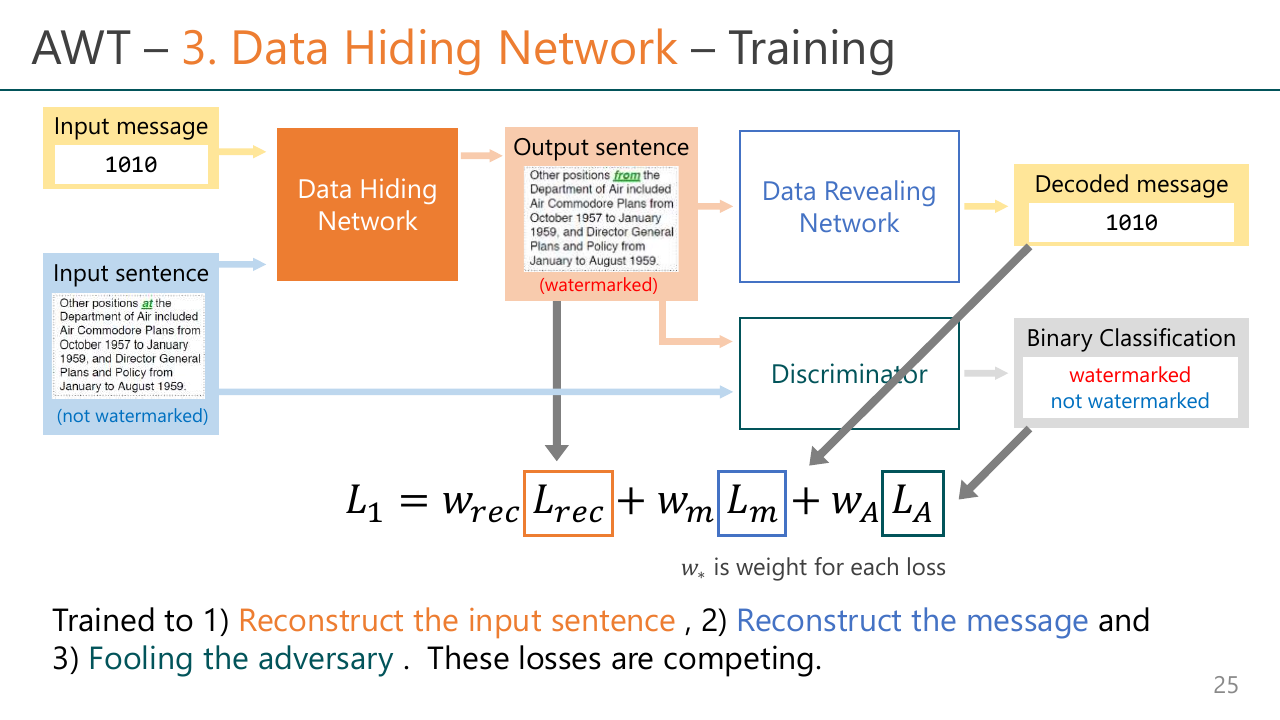 AWT – 3. Data Hiding Network – Training
Input message
1010
Data Hiding
Network
Output sentence
Other positions from the
Department of Air included
Air Commodore Plans from
October 1957 to January
1959, and Director General
Plans and Policy from
January to August 1959.
(watermarked)
Data Revealing
Network
Decoded message
1010
Input sentence
Other positions at the
Department of Air included
Air Commodore Plans from
October 1957 to January
1959, and Director General
Plans and Policy from
January to August 1959.
(not watermarked)
Discriminator
Binary Classification
watermarked
not watermarked
L₁ = w_rec L_rec + w_m L_m + w_A L_A
w_* is weight for each loss
Trained to 1) Reconstruct the input sentence , 2) Reconstruct the message and
3) Fooling the adversary . These losses are competing.
25